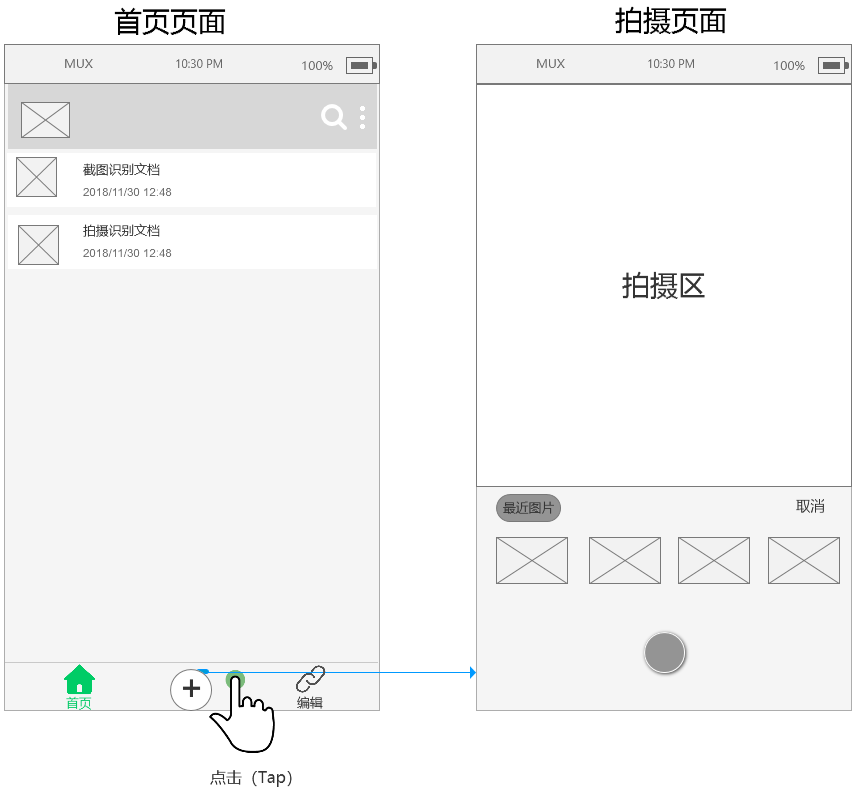 首页页面
拍摄页面
MUX 10:30 PM 100%
MUX 10:30 PM 100%
截图识别文档
2018/11/30 12:48
拍摄识别文档
2018/11/30 12:48
拍摄区
最近图片
取消
首页
编辑
点击（Tap）